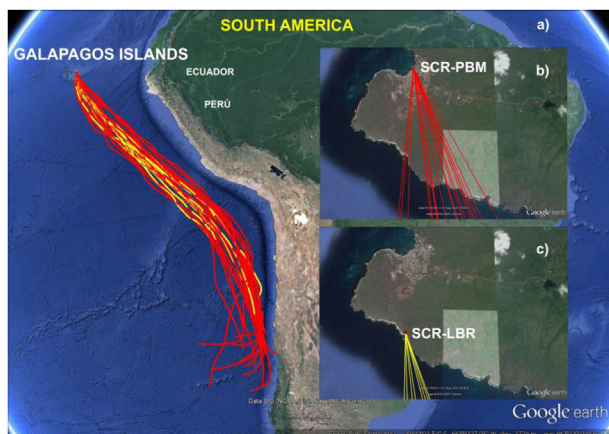 SOUTH AMERICA
a)
GALAPAGOS ISLANDS
ECUADOR
PERÚ
SCR-PBM
b)
Google earth
SCR-LBR
c)
Google earth
Google earth